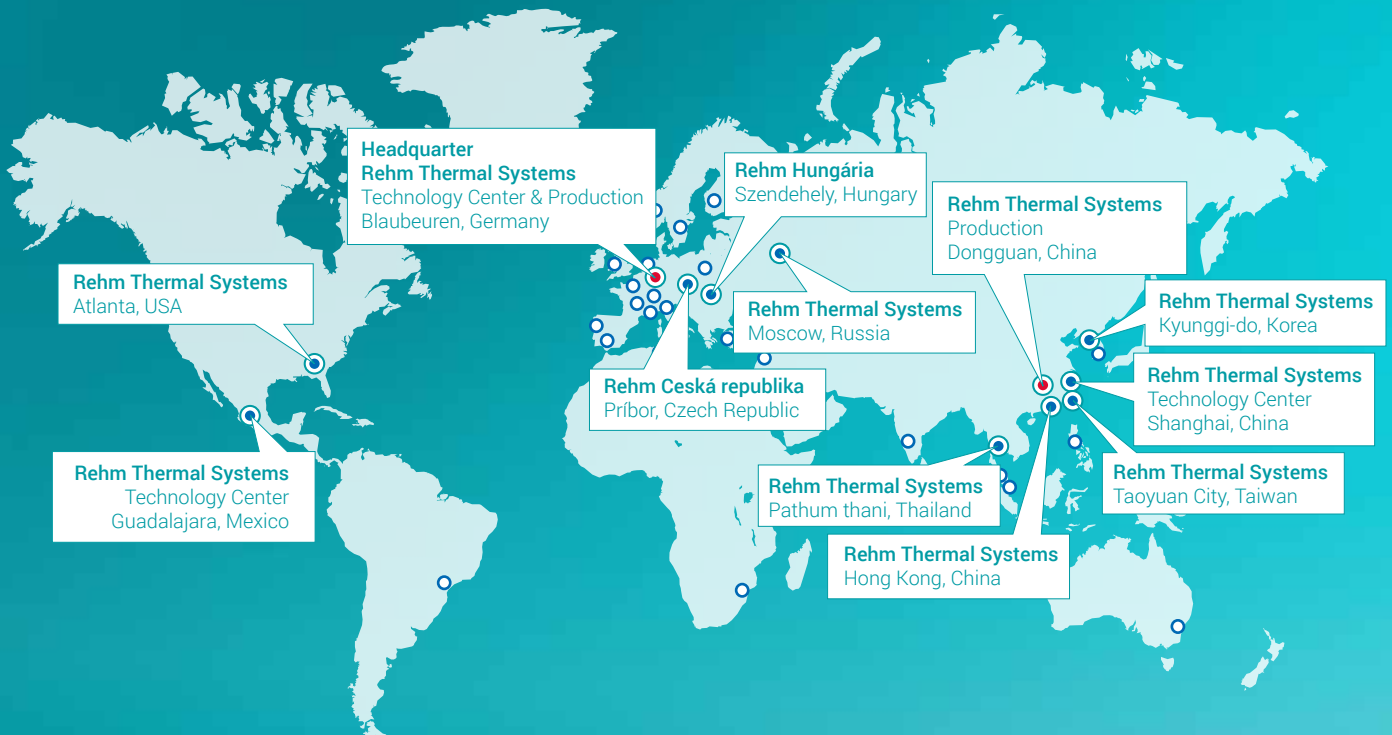 Headquarter
Rehm Thermal Systems
Technology Center & Production
Blaubeuren, Germany
Rehm Hungária
Szendehely, Hungary
Rehm Thermal Systems
Production
Dongguan, China
Rehm Thermal Systems
Atlanta, USA
Rehm Thermal Systems
Moscow, Russia
Rehm Thermal Systems
Kyunggi-do, Korea
Rehm Ceská republika
Príbor, Czech Republic
Rehm Thermal Systems
Technology Center
Shanghai, China
Rehm Thermal Systems
Technology Center
Guadalajara, Mexico
Rehm Thermal Systems
Pathum thani, Thailand
Rehm Thermal Systems
Taoyuan City, Taiwan
Rehm Thermal Systems
Hong Kong, China